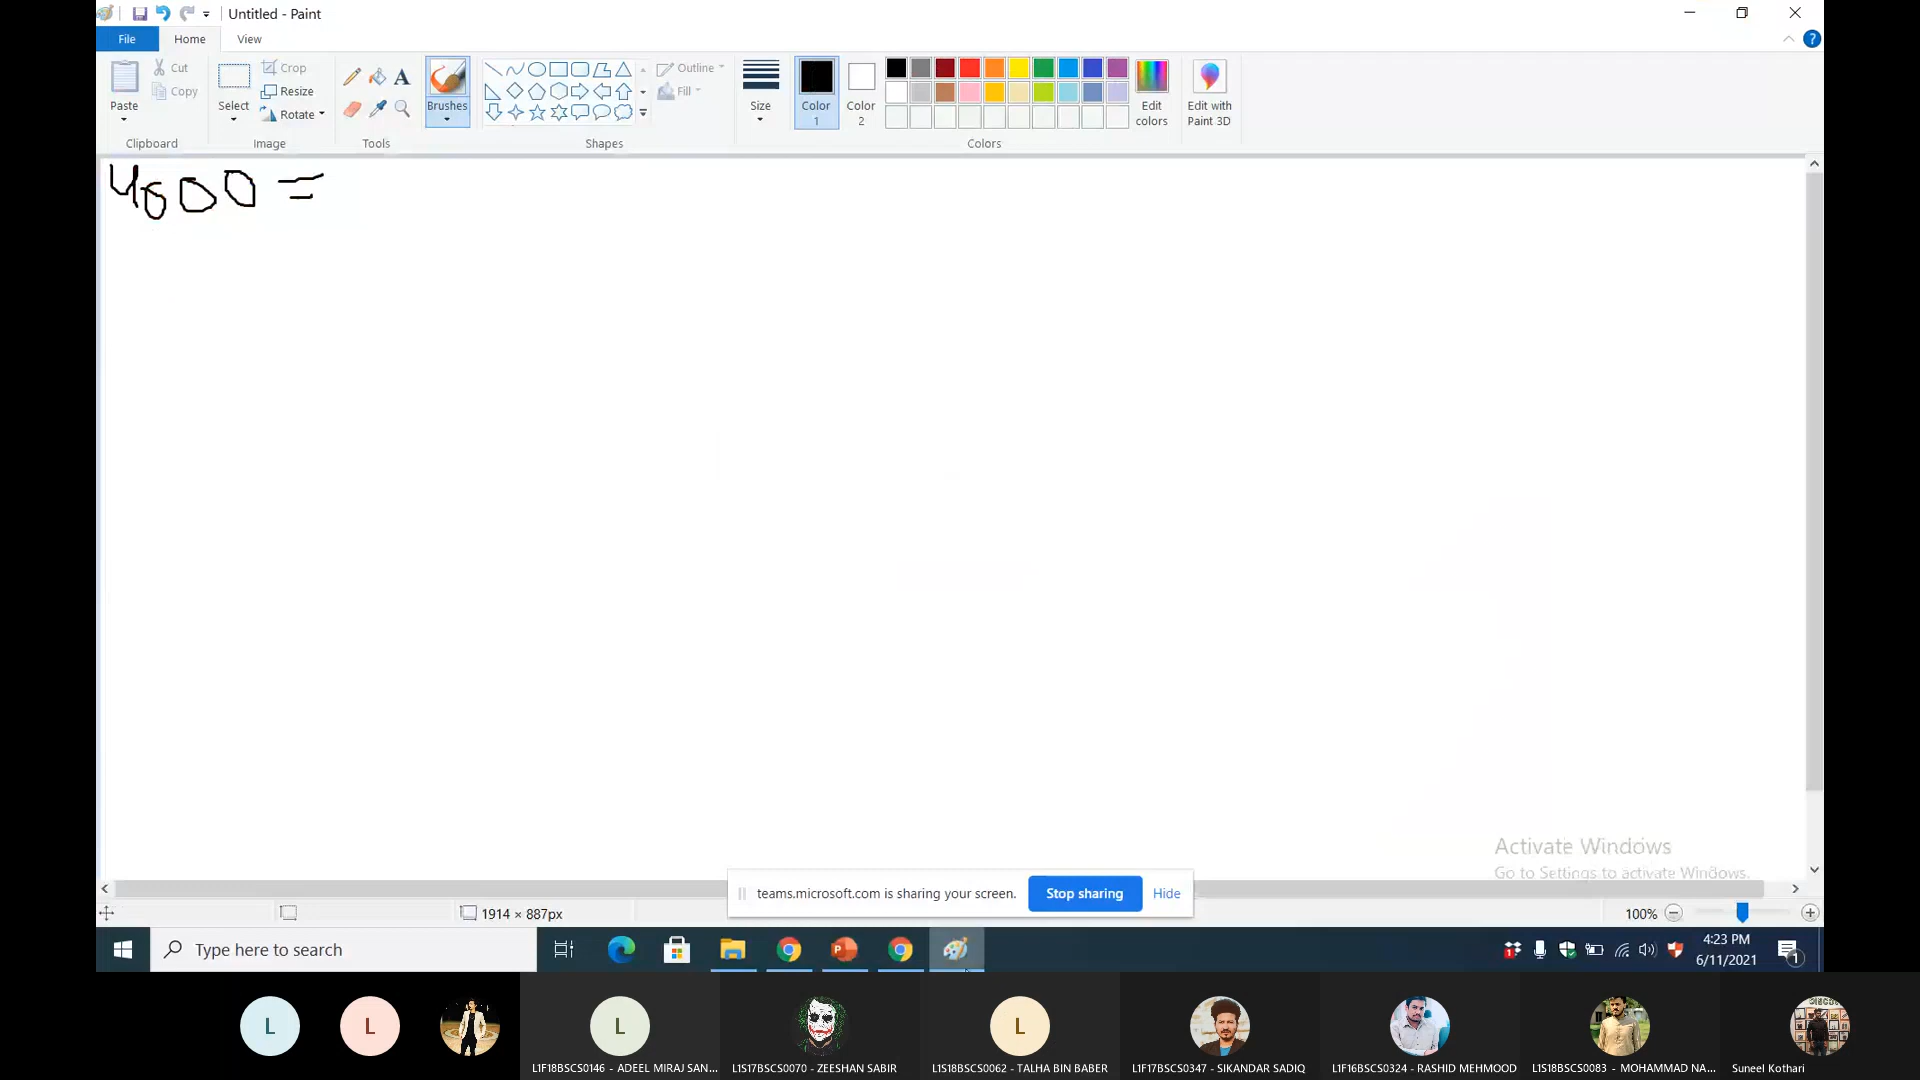 Untitled - Paint
File Home View
Paste
Cut
Copy
Clipboard
Select
Crop
Resize
Rotate
Image
Tools
Brushes
Shapes
Outline
Fill
Size
Color 1
Color 2
Colors
Edit colors
Edit with Paint 3D
4600 =
Activate Windows
Go to Settings to activate Windows.
teams.microsoft.com is sharing your screen. Stop sharing Hide
1914 × 887px
100%
Type here to search
4:23 PM
6/11/2021
1
L L L L
L1F18BSCS0146 - ADEEL MIRAJ SAN... L1S17BSCS0070 - ZEESHAN SABIR L1S18BSCS0062 - TALHA BIN BABER L1F17BSCS0347 - SIKANDAR SADIQ L1F16BSCS0324 - RASHID MEHMOOD L1S18BSCS0083 - MOHAMMAD NA... Suneel Kothari